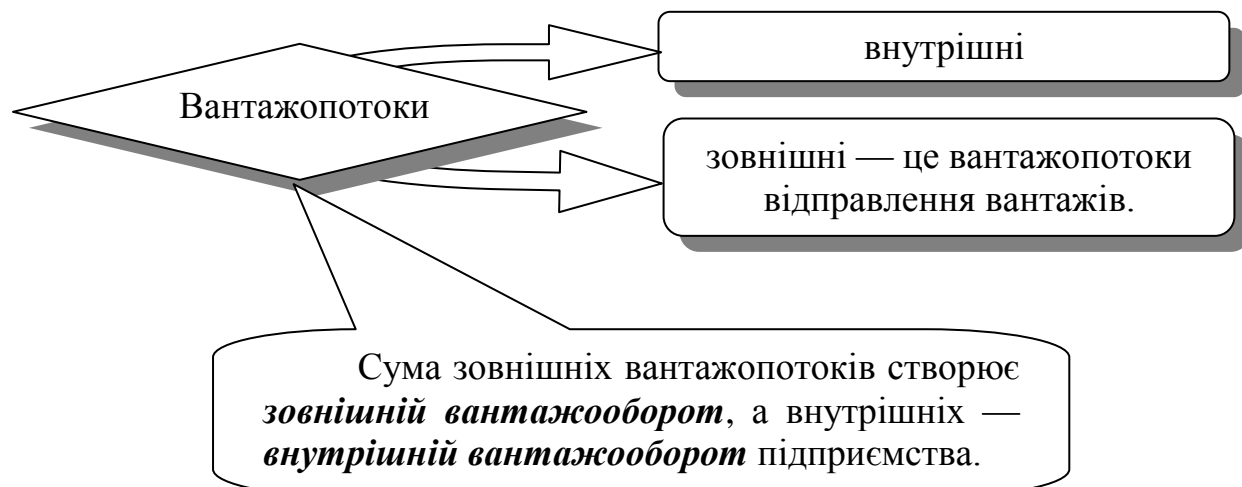 внутрішні
Вантажопотоки
зовнішні — це вантажопотоки
відправлення вантажів.
Сума зовнішніх вантажопотоків створює
зовнішній вантажооборот, а внутрішніх —
внутрішній вантажооборот підприємства.